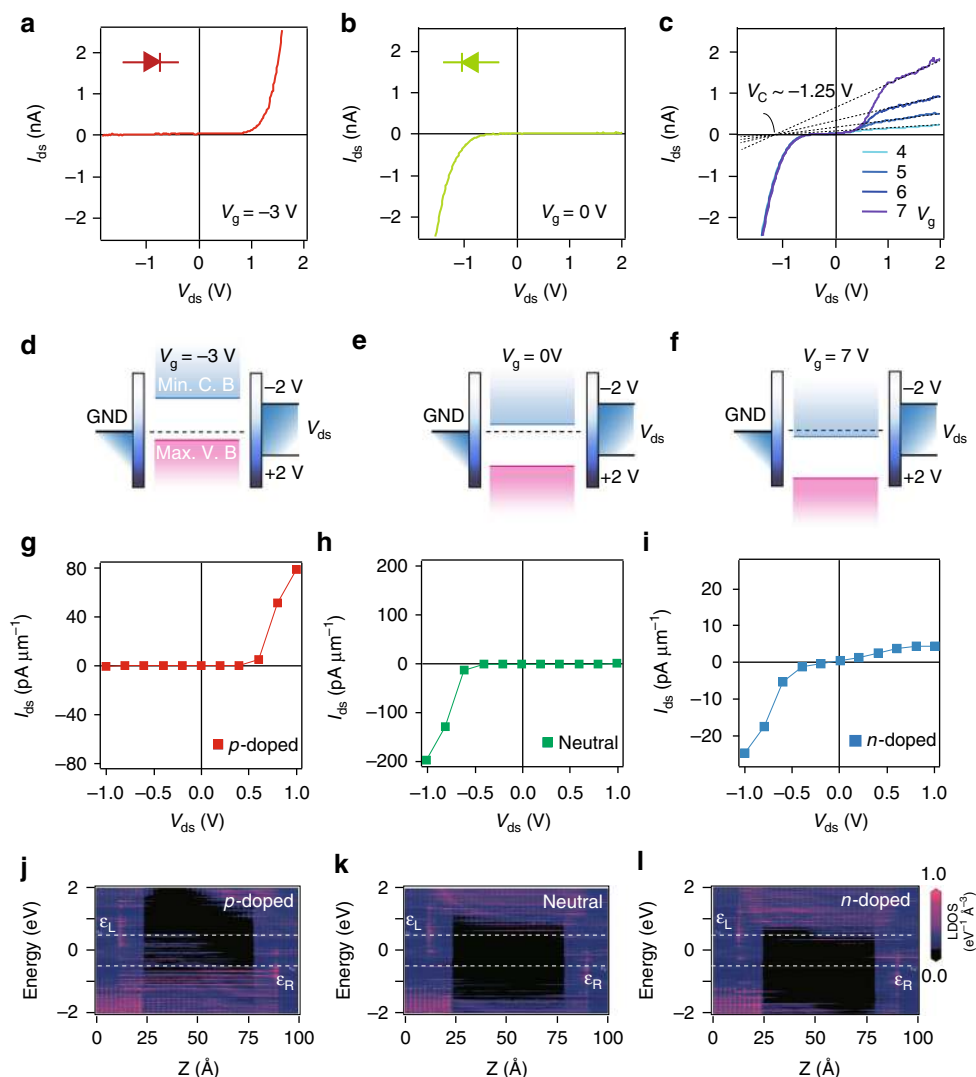 a
2
1
0
−1
−2
I_ds (nA)
V_g = −3 V
−1 0 1 2
V_ds (V)
b
2
1
0
−1
−2
I_ds (nA)
V_g = 0 V
−1 0 1 2
V_ds (V)
c
2
1
0
−1
−2
I_ds (nA)
V_C ~ −1.25 V
4
5
6
7
V_g
−1 0 1 2
V_ds (V)
d
V_g = −3 V
Min. C. B
−2 V
GND
V_ds
Max. V. B
+2 V
e
V_g = 0V
−2 V
GND
V_ds
+2 V
f
V_g = 7 V
−2 V
GND
V_ds
+2 V
g
80
40
0
−40
−80
I_ds (pA μm⁻¹)
p-doped
−1.0 −0.5 0.0 0.5 1.0
V_ds (V)
h
200
100
0
−100
−200
I_ds (pA μm⁻¹)
Neutral
−1.0 −0.5 0.0 0.5 1.0
V_ds (V)
i
20
10
0
−10
−20
I_ds (pA μm⁻¹)
n-doped
−1.0 −0.5 0.0 0.5 1.0
V_ds (V)
j
2
0
−2
Energy (eV)
p-doped
ε_L
ε_R
0 25 50 75 100
Z (Å)
k
2
0
−2
Energy (eV)
Neutral
ε_L
ε_R
0 25 50 75 100
Z (Å)
l
2
0
−2
Energy (eV)
n-doped
ε_L
ε_R
0 25 50 75 100
Z (Å)
1.0
LDOS
(eV⁻¹ Å⁻³)
0.0